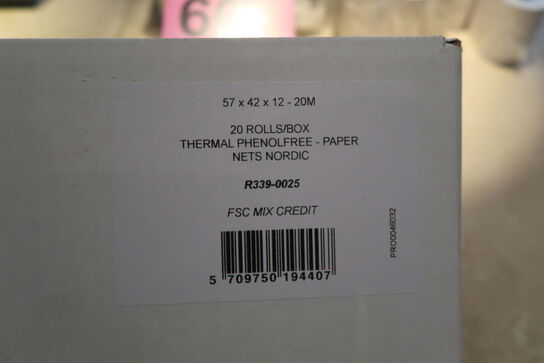 57 x 42 x 12 - 20M
20 ROLLS/BOX
THERMAL PHENOLFREE - PAPER
NETS NORDIC
R339-0025
FSC MIX CREDIT
5 709750 194407
PRO0046032